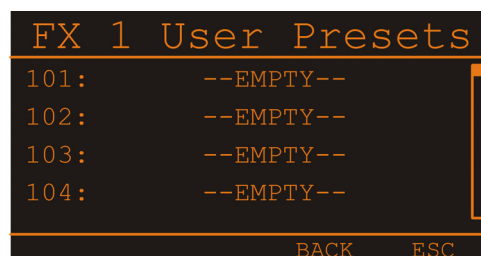 FX 1 User Presets
101: --EMPTY--
102: --EMPTY--
103: --EMPTY--
104: --EMPTY--
BACK ESC